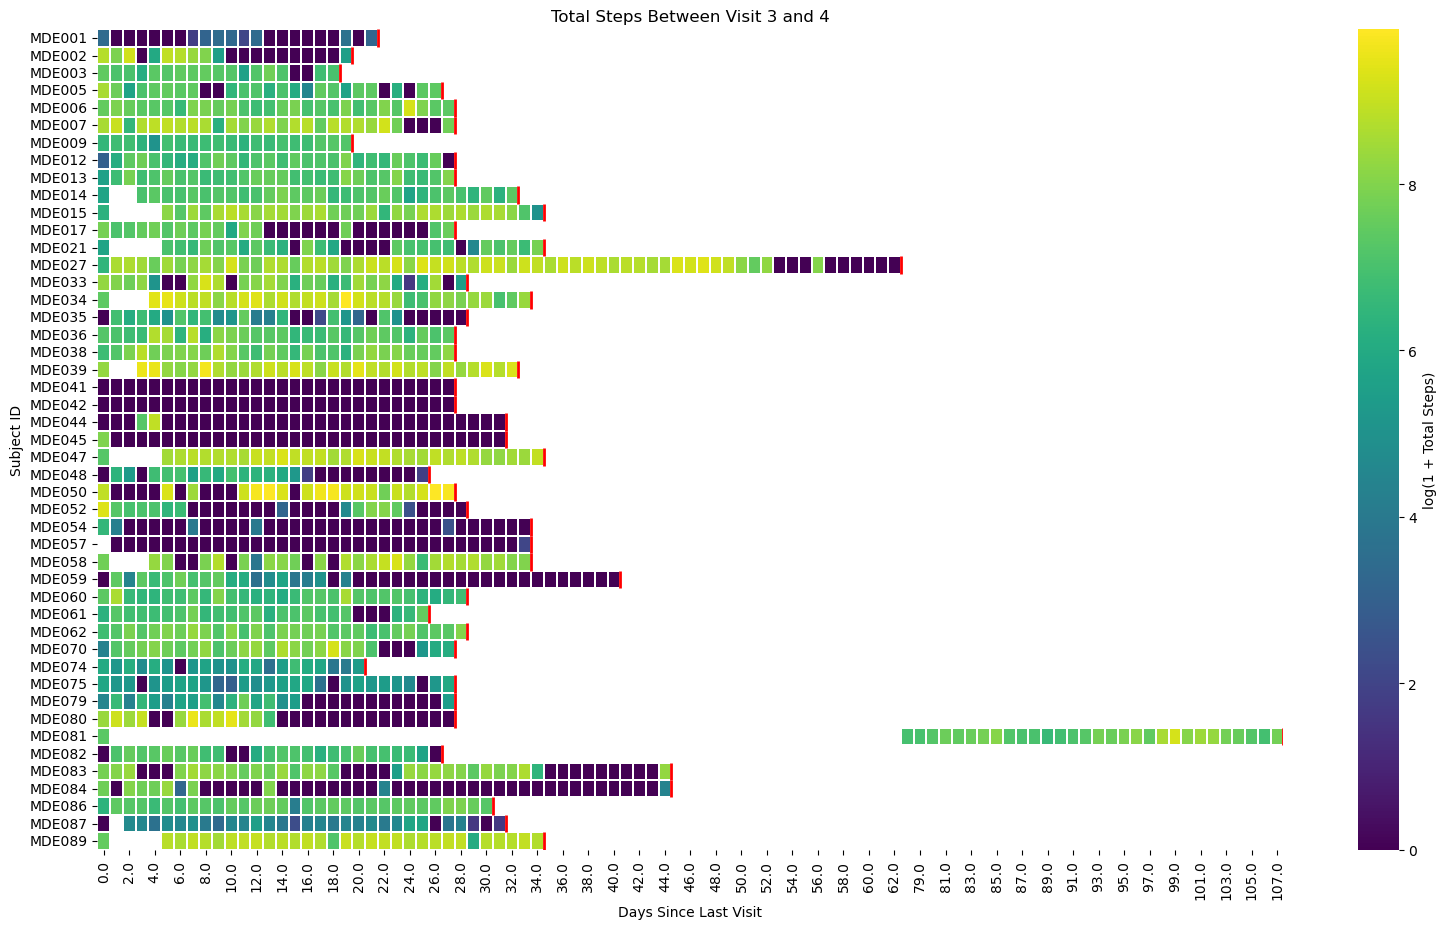 Total Steps Between Visit 3 and 4
Subject ID
MDE001
MDE002
MDE003
MDE005
MDE006
MDE007
MDE009
MDE012
MDE013
MDE014
MDE015
MDE017
MDE021
MDE027
MDE033
MDE034
MDE035
MDE036
MDE038
MDE039
MDE041
MDE042
MDE044
MDE045
MDE047
MDE048
MDE050
MDE052
MDE054
MDE057
MDE058
MDE059
MDE060
MDE061
MDE062
MDE070
MDE074
MDE075
MDE079
MDE080
MDE081
MDE082
MDE083
MDE084
MDE086
MDE087
MDE089
0.0 2.0 4.0 6.0 8.0 10.0 12.0 14.0 16.0 18.0 20.0 22.0 24.0 26.0 28.0 30.0 32.0 34.0 36.0 38.0 40.0 42.0 44.0 46.0 48.0 50.0 52.0 54.0 56.0 58.0 60.0 62.0 79.0 81.0 83.0 85.0 87.0 89.0 91.0 93.0 95.0 97.0 99.0 101.0 103.0 105.0 107.0
Days Since Last Visit
8
6
4
2
0
log(1 + Total Steps)